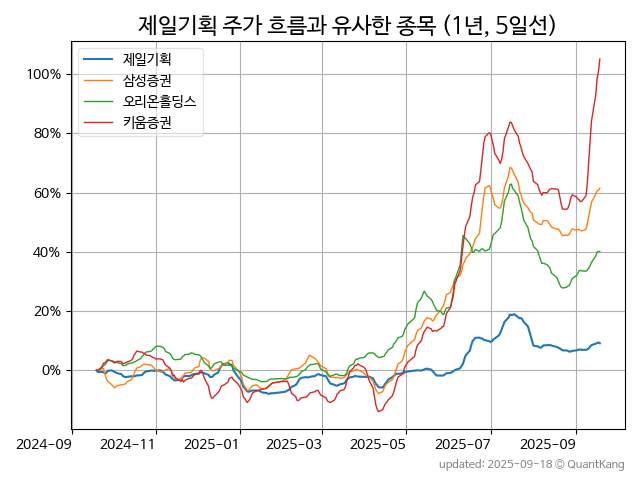 제일기획 주가 흐름과 유사한 종목 (1년, 5일선)
제일기획
삼성증권
오리온홀딩스
키움증권
100%
80%
60%
40%
20%
0%
2024-09 2024-11 2025-01 2025-03 2025-05 2025-07 2025-09
updated: 2025-09-18 © QuantKang